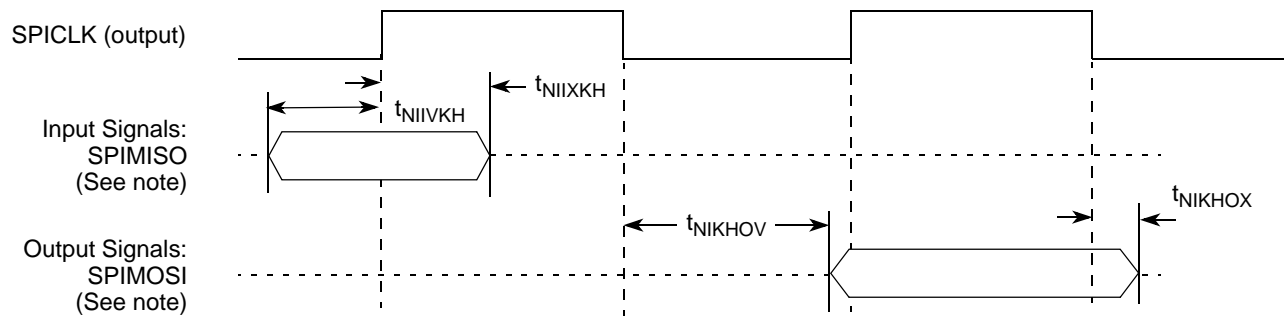 SPICLK (output)
tNIIXKH
tNIIVKH
Input Signals:
SPIMISO
(See note)
tNIKHOX
tNIKHOV
Output Signals:
SPIMOSI
(See note)